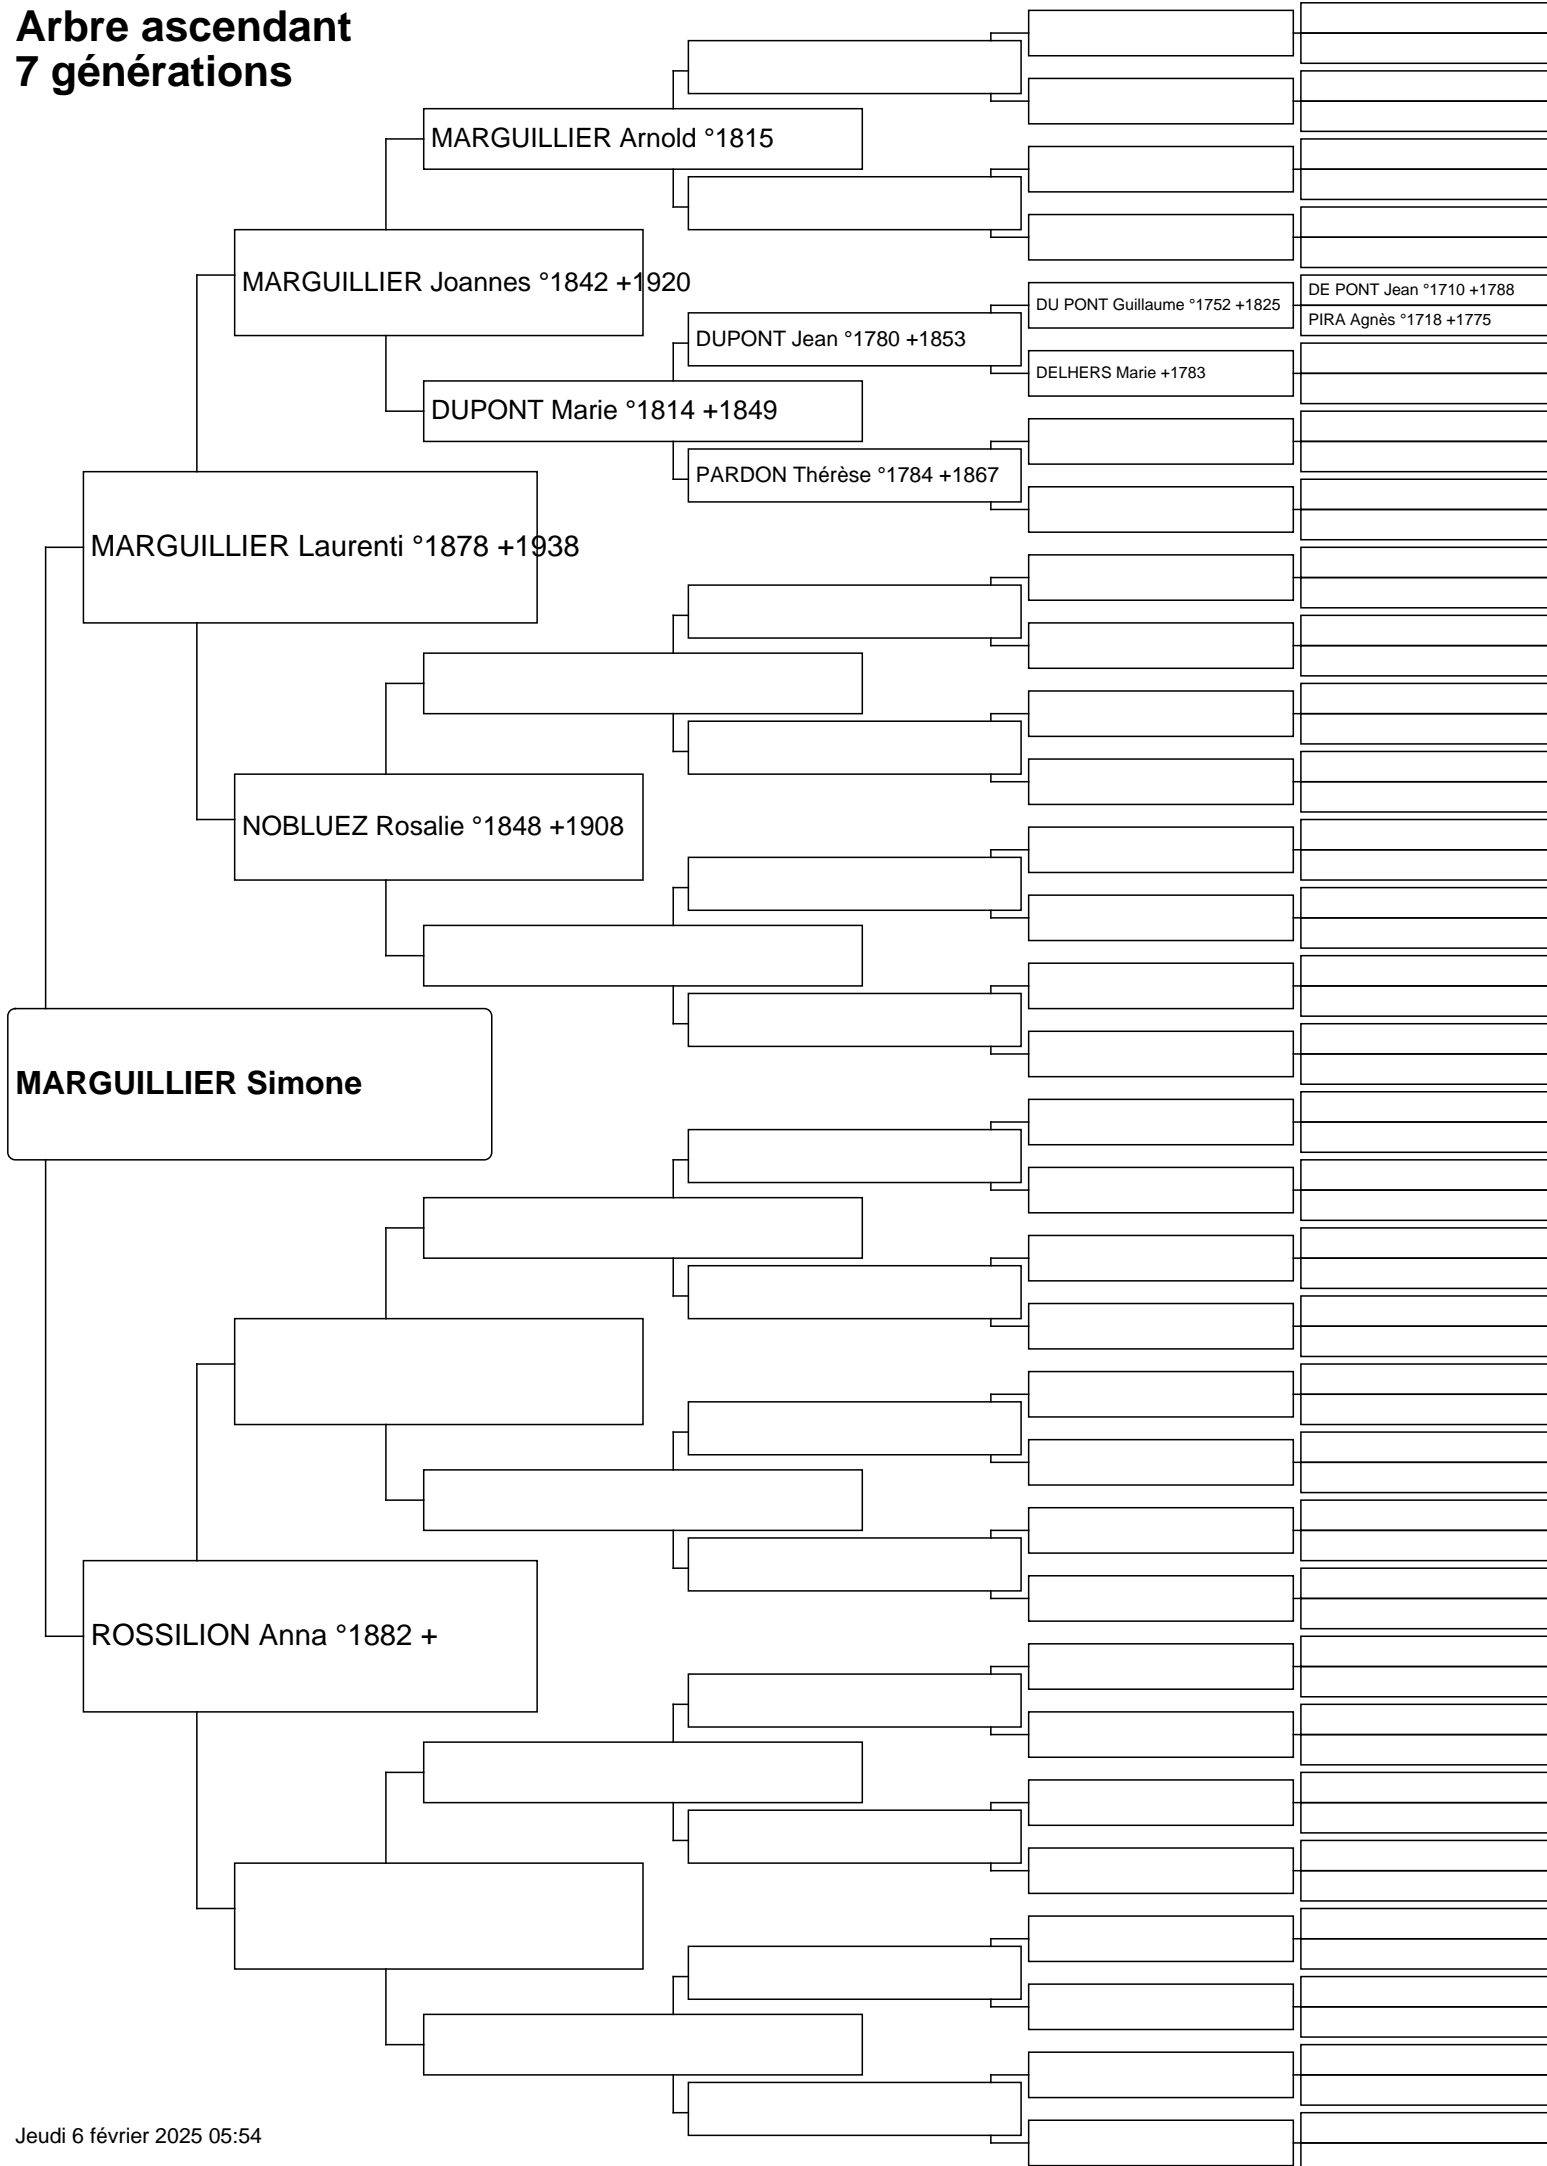 Arbre ascendant
7 générations
MARGUILLIER Arnold °1815
MARGUILLIER Joannes °1842 +1920
DE PONT Jean °1710 +1788
DU PONT Guillaume °1752 +1825
PIRA Agnès °1718 +1775
DUPONT Jean °1780 +1853
DELHERS Marie +1783
DUPONT Marie °1814 +1849
PARDON Thérèse °1784 +1867
MARGUILLIER Laurenti °1878 +1938
NOBLUEZ Rosalie °1848 +1908
MARGUILLIER Simone
ROSSILION Anna °1882 +
Jeudi 6 février 2025 05:54